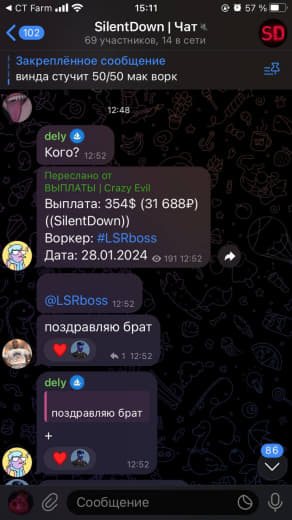 CT Farm 15:11 57 %
102 SilentDown | Чат
69 участников, 14 в сети
SD
Закреплённое сообщение
винда стучит 50/50 мак ворк
12:48
dely
Кого? 12:52
Переслано от
ВЫПЛАТЫ | Crazy Evil
Выплата: 354$ (31 688₽)
((SilentDown))
Воркер: #LSRboss
Дата: 28.01.2024 191 12:52
@LSRboss 12:52
поздравляю брат
1 12:52
dely
поздравляю брат
+
12:52
86
Сообщение